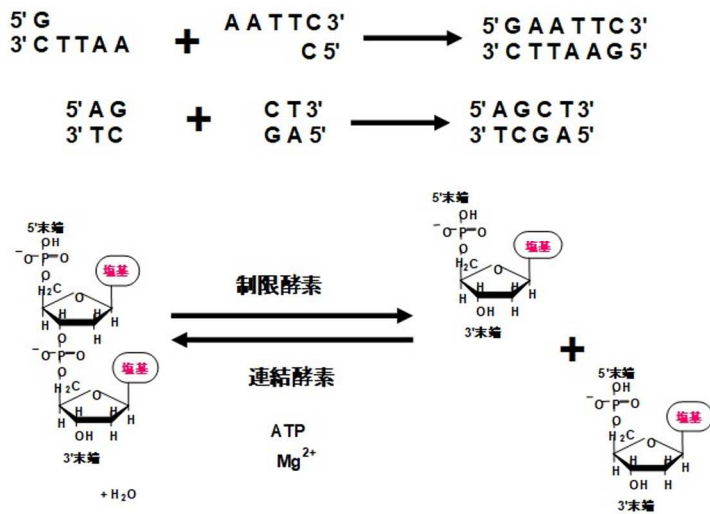 5' G
3' C T T A A
+
A A T T C 3'
C 5'
5' G A A T T C 3'
3' C T T A A G 5'
5' A G
3' T C
+
C T 3'
G A 5'
5' A G C T 3'
3' T C G A 5'
5'末端
OH
⁻O-P=O
O
H₂C
O
塩基
H H H H
H
O
⁻O-P=O
O
H₂C
O
塩基
H H H H
OH H
3'末端
+ H₂O
制限酵素
連結酵素
ATP
Mg²⁺
5'末端
OH
⁻O-P=O
O
H₂C
O
塩基
H H H H
OH H
3'末端
+
5'末端
OH
⁻O-P-O
O
H₂C
O
塩基
H H H H
OH H
3'末端